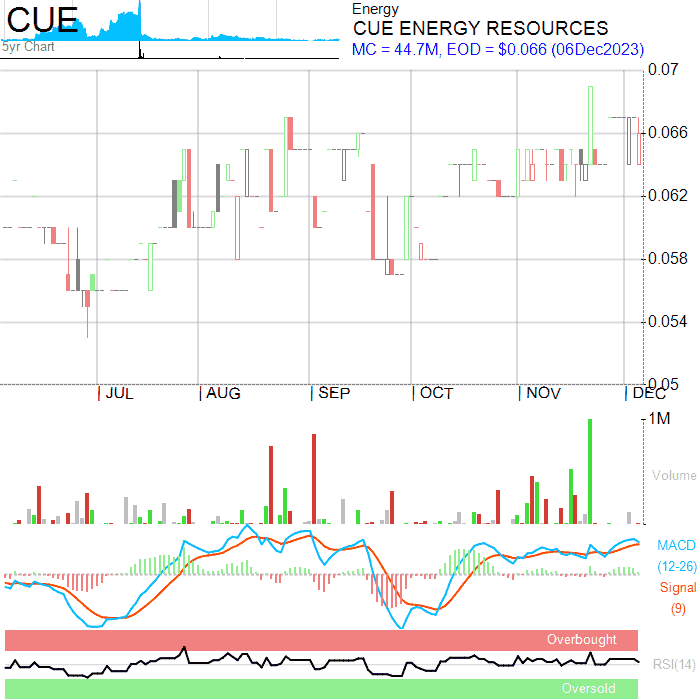 CUE
5yr Chart
Energy
CUE ENERGY RESOURCES
MC = 44.7M, EOD = $0.066 (06Dec2023)
0.07
0.066
0.062
0.058
0.054
0.05
JUL AUG SEP OCT NOV DEC
1M
Volume
MACD
(12-26)
Signal
(9)
Overbought
RSI(14)
Oversold